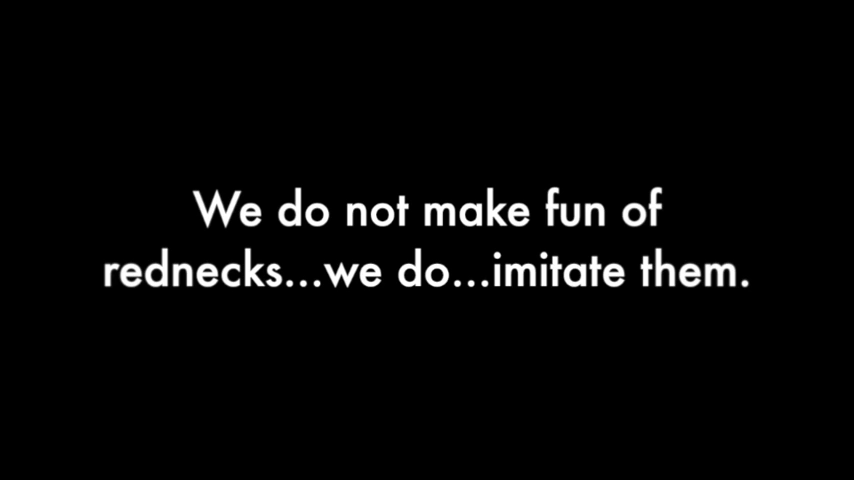 We do not make fun of
rednecks...we do...imitate them.